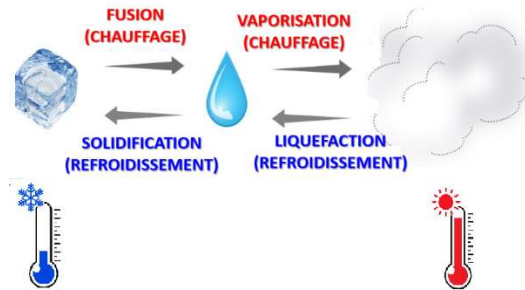 FUSION
(CHAUFFAGE)
VAPORISATION
(CHAUFFAGE)
SOLIDIFICATION
(REFROIDISSEMENT)
LIQUEFACTION
(REFROIDISSEMENT)